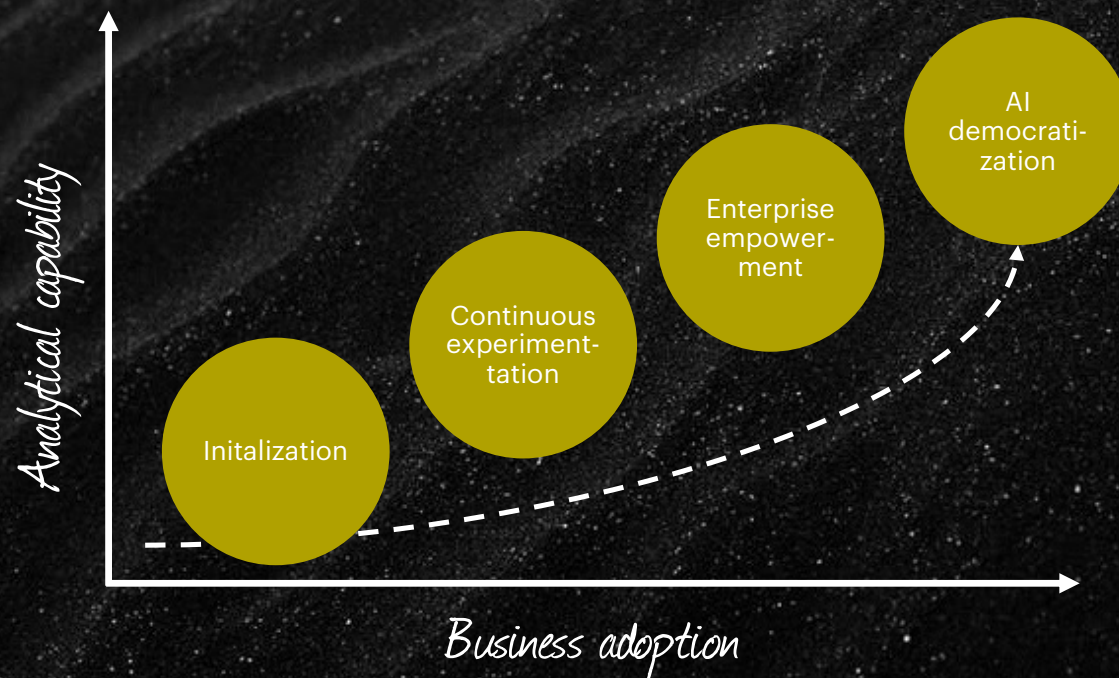 Analytical capability
AI
democrati-
zation
Enterprise
empower-
ment
Continuous
experiment-
tation
Initalization
Business adoption